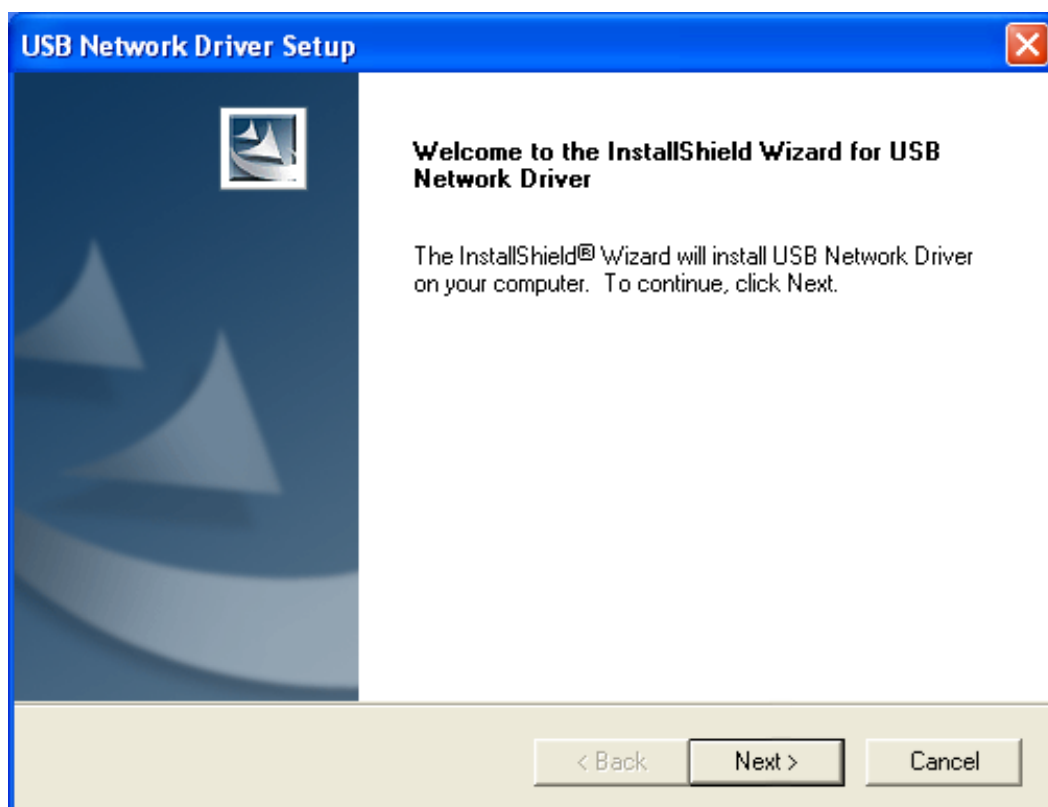 USB Network Driver Setup
Welcome to the InstallShield Wizard for USB
Network Driver
The InstallShield® Wizard will install USB Network Driver
on your computer.  To continue, click Next.
< Back
Next >
Cancel